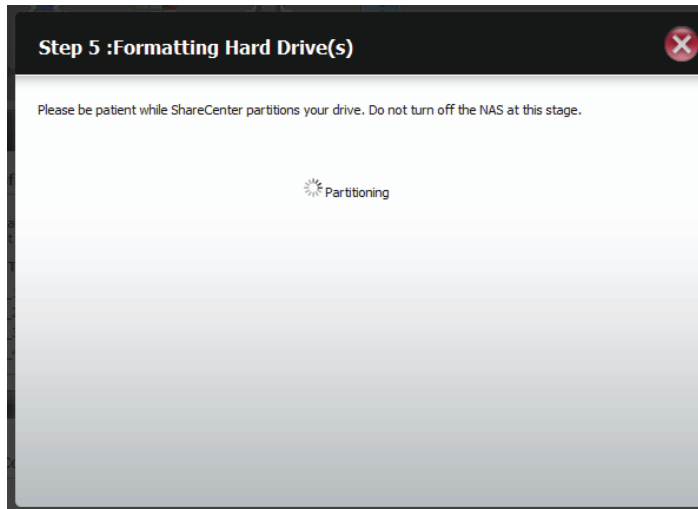 Step 5 :Formatting Hard Drive(s)
Please be patient while ShareCenter partitions your drive. Do not turn off the NAS at this stage.
Partitioning